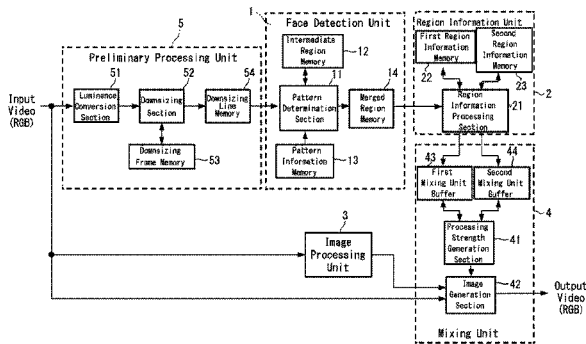 5
Preliminary Processing Unit
51
Luminance
Conversion
Section
52
Downsizing
Section
54
Downsizing
Line
Memory
Downsizing
Frame Memory
53
Input
Video
(RGB)
1
Face Detection Unit
Intermediate
Region
Memory
12
11
Pattern
Determination
Section
14
Merged
Region
Memory
Pattern
Information
Memory
13
Region Information Unit
First Region
Information
Memory
22
Second
Region
Information
Memory
23
Region
Information
Processing
Section
21
2
43
First
Mixing Unit
Buffer
44
Second
Mixing Unit
Buffer
4
Processing
Strength
Generation
Section
41
3
Image
Processing
Unit
Image
Generation
Section
42
Mixing Unit
Output
Video
(RGB)